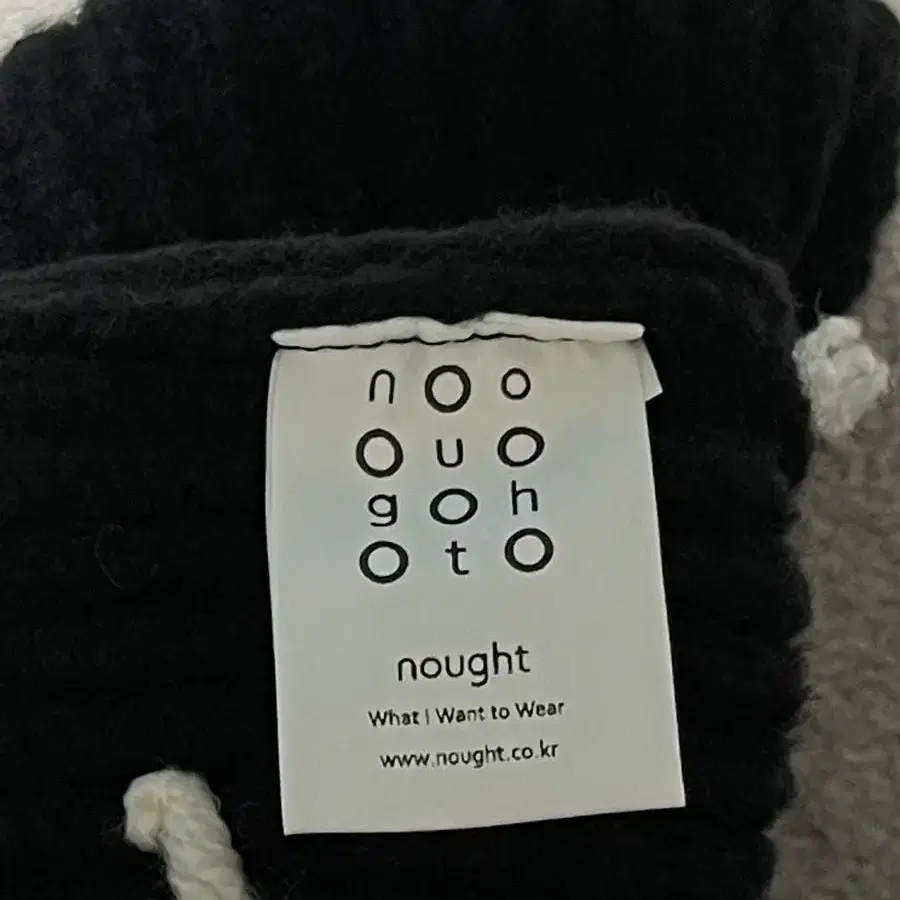 n O o
O u O
g O h
O t O
nought
What I Want to Wear
www.nought.co.kr